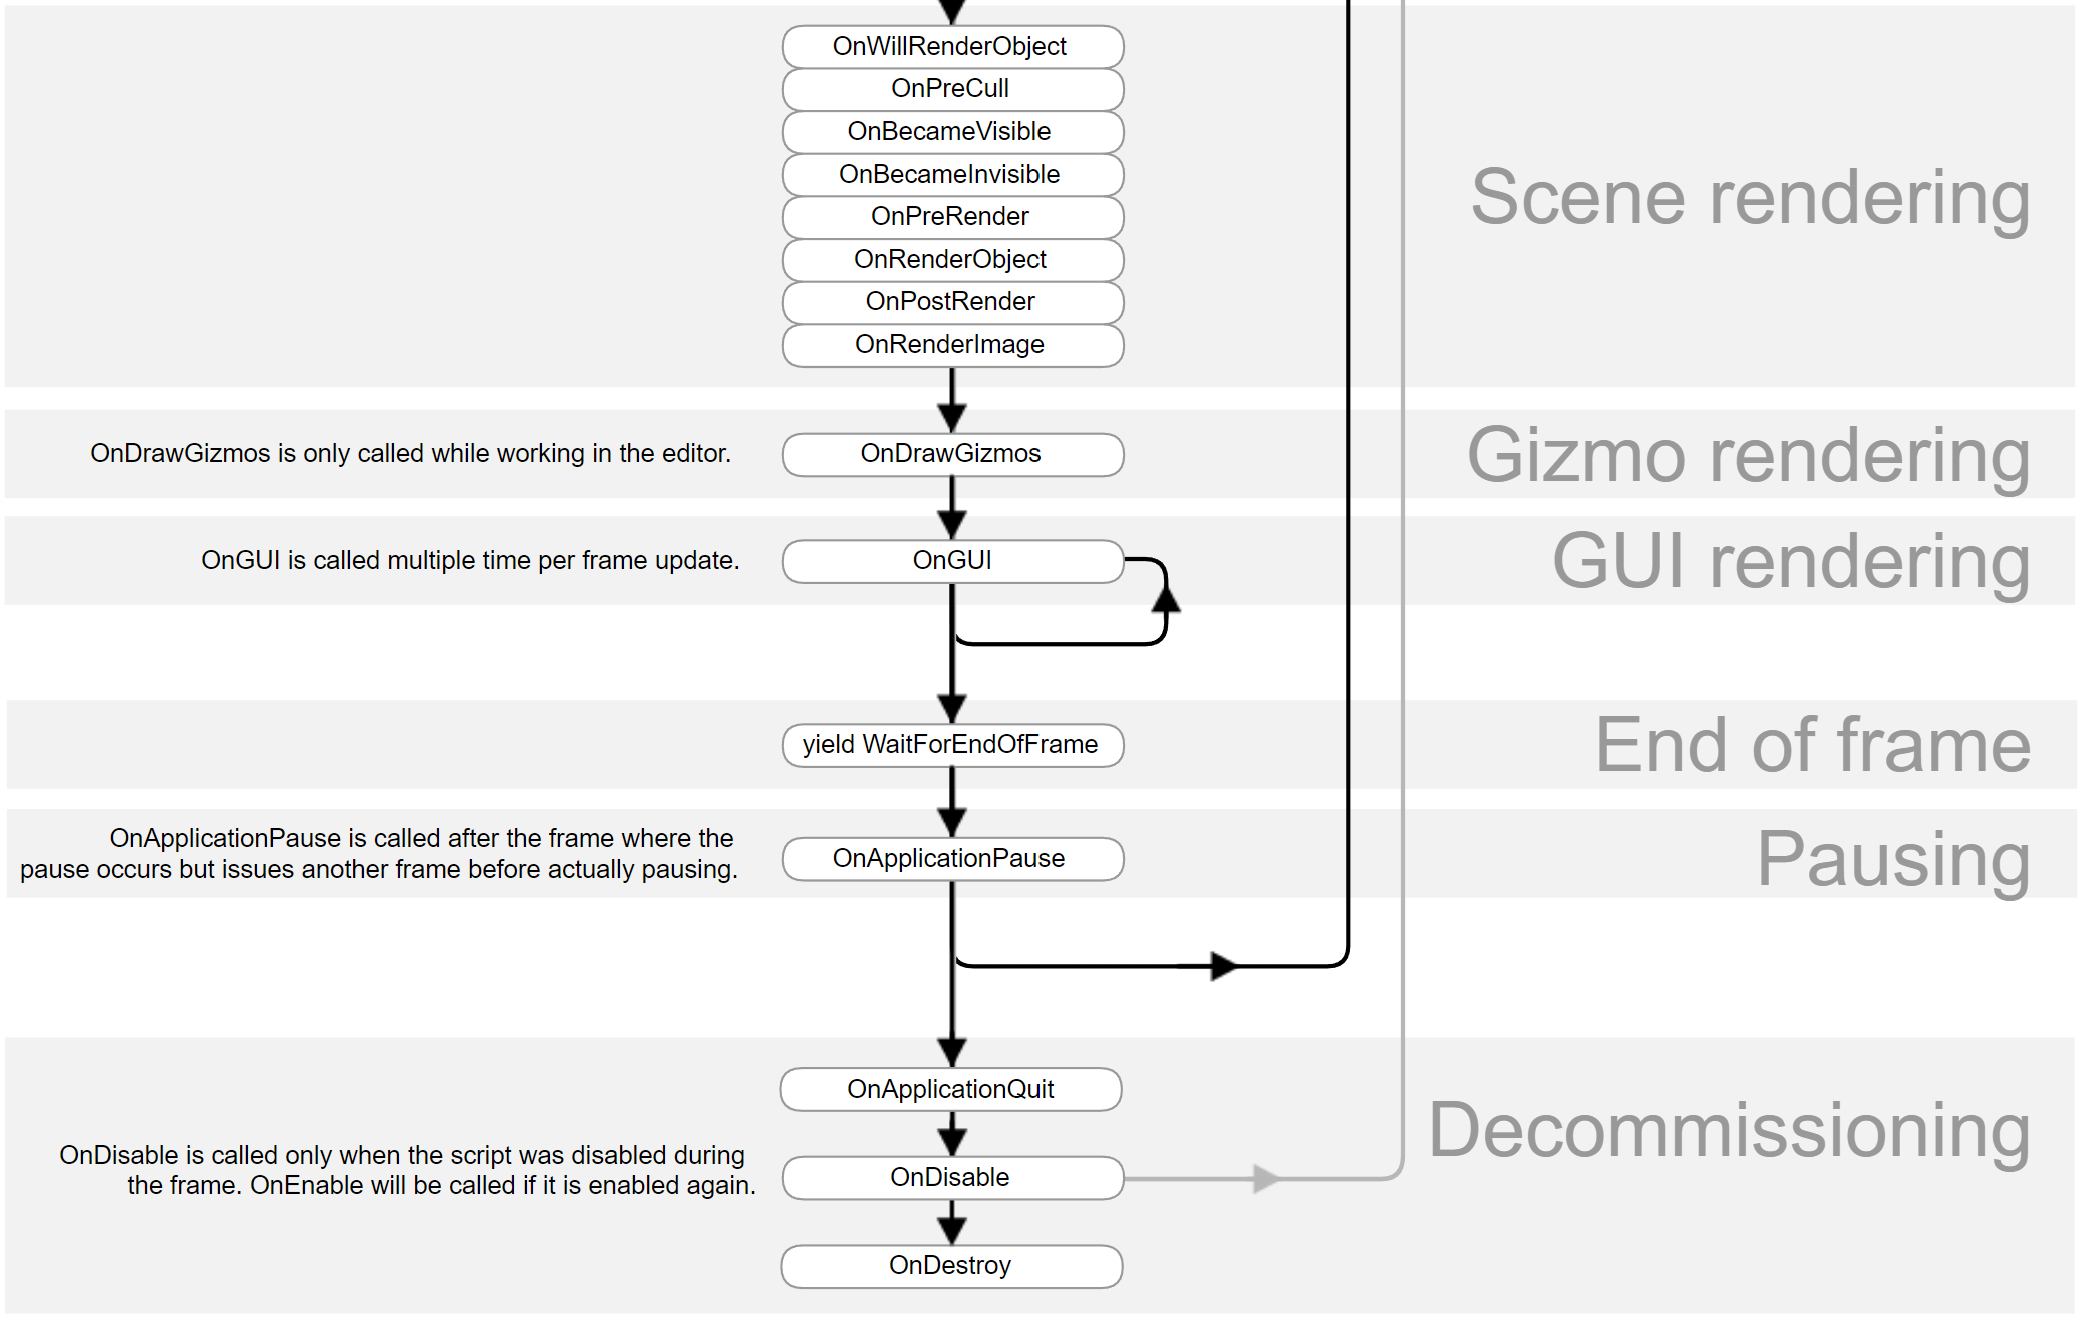 OnWillRenderObject
OnPreCull
OnBecameVisible
OnBecameInvisible
OnPreRender
OnRenderObject
OnPostRender
OnRenderImage
Scene rendering
OnDrawGizmos is only called while working in the editor.
OnDrawGizmos
Gizmo rendering
OnGUI is called multiple time per frame update.
OnGUI
GUI rendering
yield WaitForEndOfFrame
End of frame
OnApplicationPause is called after the frame where the
pause occurs but issues another frame before actually pausing.
OnApplicationPause
Pausing
OnApplicationQuit
Decommissioning
OnDisable is called only when the script was disabled during
the frame. OnEnable will be called if it is enabled again.
OnDisable
OnDestroy